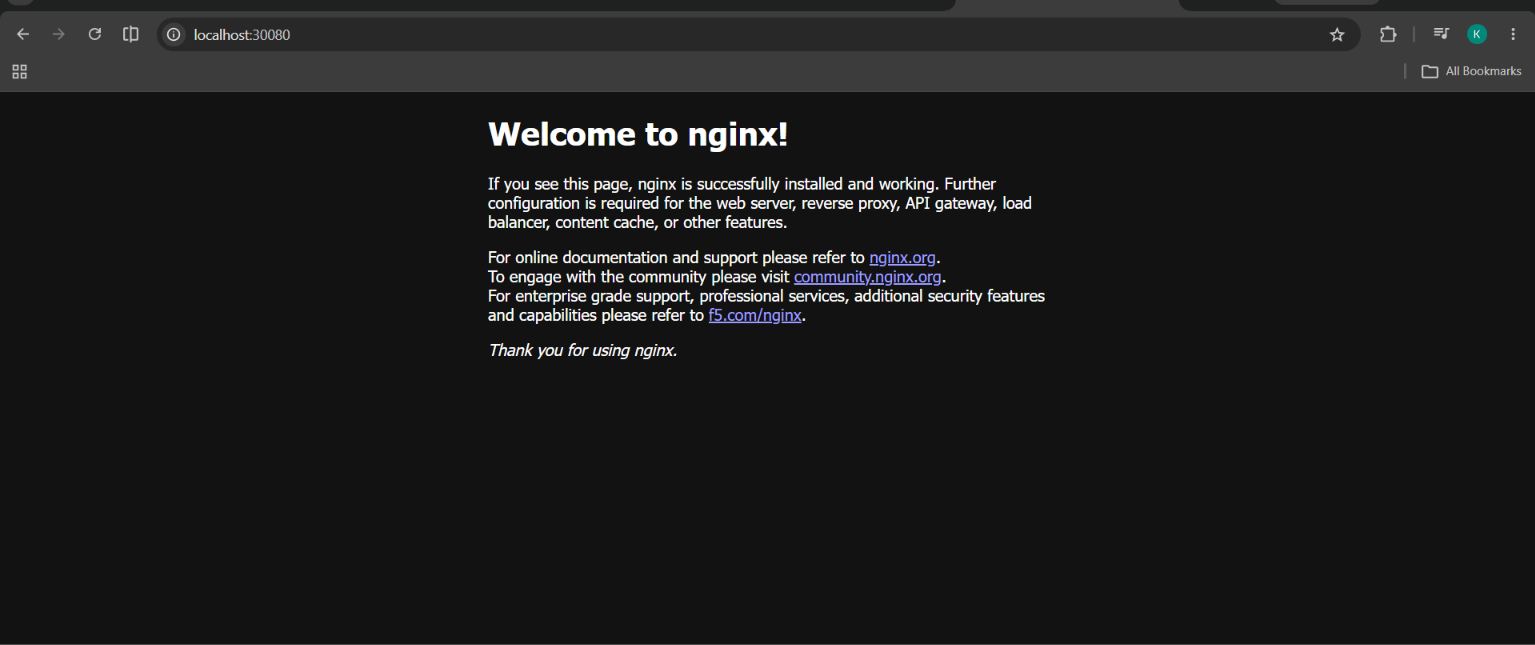 localhost:30080
K
All Bookmarks
Welcome to nginx!
If you see this page, nginx is successfully installed and working. Further
configuration is required for the web server, reverse proxy, API gateway, load
balancer, content cache, or other features.
For online documentation and support please refer to nginx.org.
To engage with the community please visit community.nginx.org.
For enterprise grade support, professional services, additional security features
and capabilities please refer to f5.com/nginx.
Thank you for using nginx.